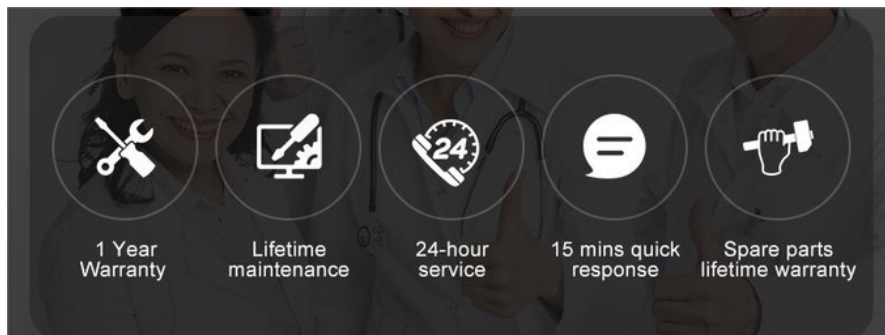 24
1 Year
Warranty
Lifetime
maintenance
24-hour
service
15 mins quick
response
Spare parts
lifetime warranty